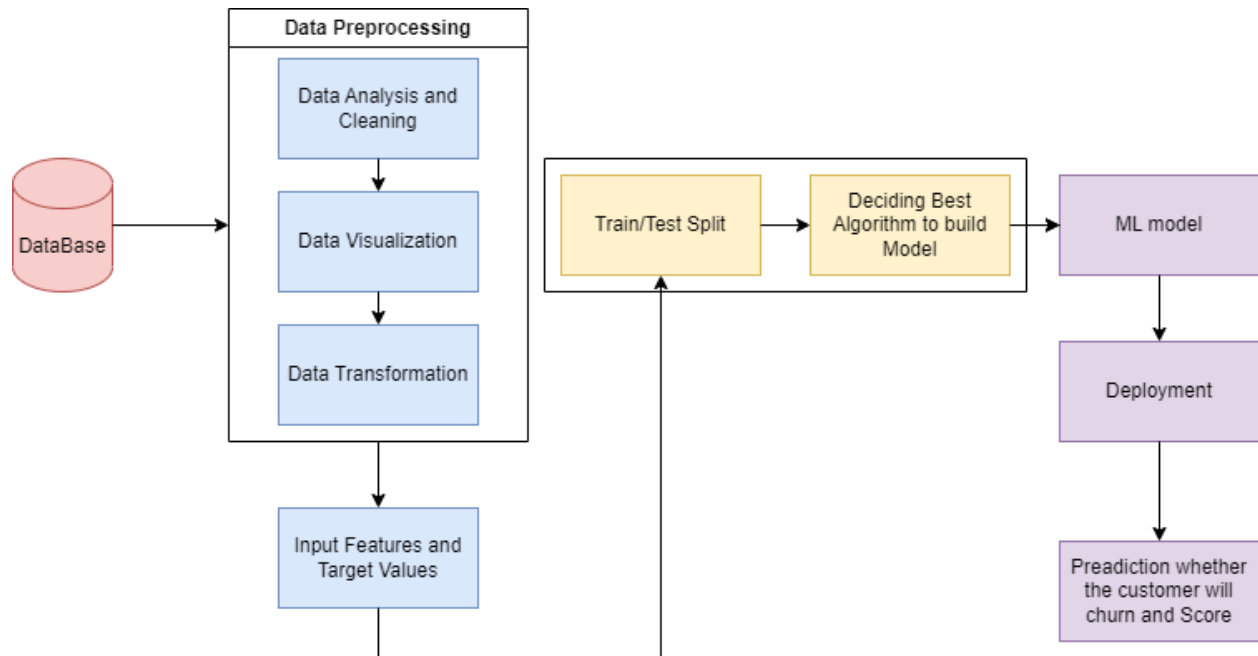 Data Preprocessing
Data Analysis and
Cleaning
DataBase
Data Visualization
Data Transformation
Input Features and
Target Values
Train/Test Split
Deciding Best
Algorithm to build
Model
ML model
Deployment
Preadiction whether
the customer will
churn and Score